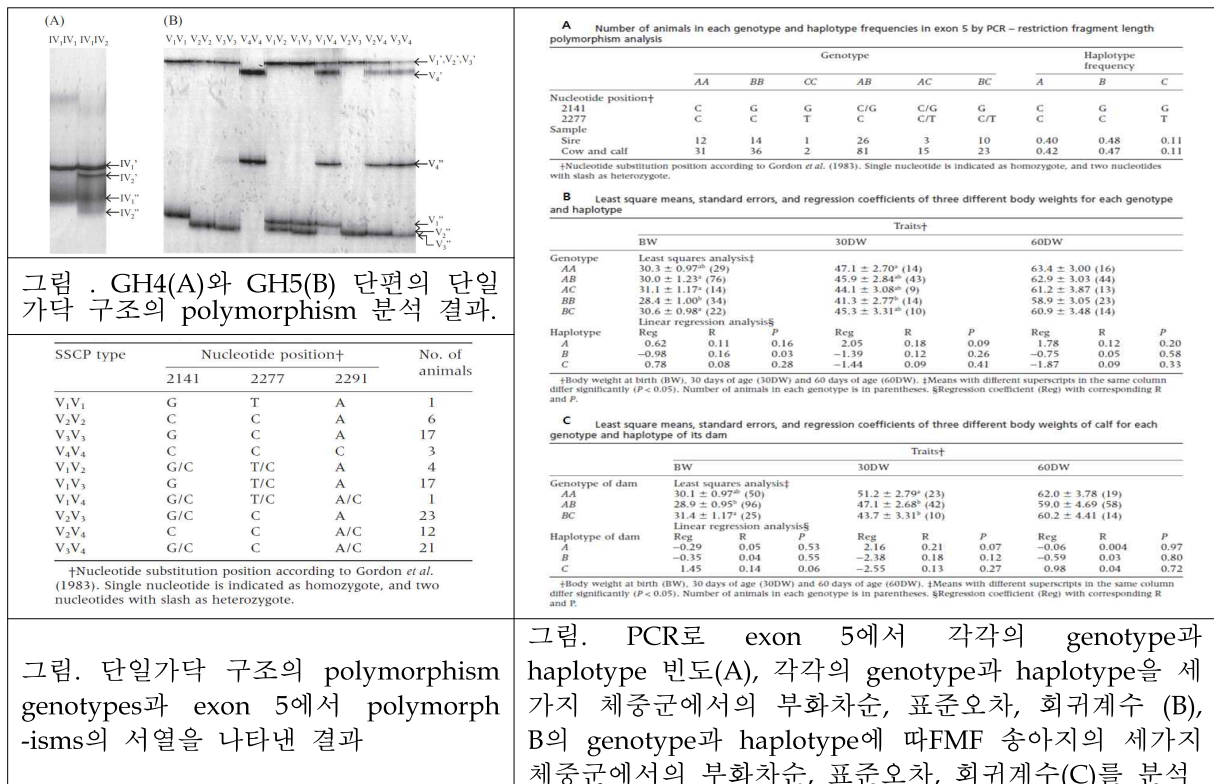 (A)
(B)
IV₁IV₁ IV₁IV₂
V₁V₁ V₂V₂ V₃V₃ V₄V₄ V₁V₂ V₁V₃ V₁V₄ V₂V₃ V₂V₄ V₃V₄
V₁',V₂',V₃'
V₄'
IV₁'
IV₂'
IV₁''
IV₂''
V₄''
V₁''
V₂''
V₃''
그림 . GH4(A)와 GH5(B) 단편의 단일
가닥 구조의 polymorphism 분석 결과.
SSCP type Nucleotide position† No. of
animals
2141 2277 2291
V₁V₁ G T A 1
V₂V₂ C C A 6
V₃V₃ G C A 17
V₄V₄ C C C 3
V₁V₂ G/C T/C A 4
V₁V₃ G T/C A 17
V₁V₄ G/C T/C A/C 1
V₂V₃ G/C C A 23
V₂V₄ C C A/C 12
V₃V₄ G/C C A/C 21
†Nucleotide substitution position according to Gordon et al.
(1983). Single nucleotide is indicated as homozygote, and two
nucleotides with slash as heterozygote.
그림. 단일가닥 구조의 polymorphism
genotypes과 exon 5에서 polymorph
-isms의 서열을 나타낸 결과
A Number of animals in each genotype and haplotype frequencies in exon 5 by PCR – restriction fragment length
polymorphism analysis
Genotype Haplotype
frequency
AA BB CC AB AC BC A B C
Nucleotide position†
2141 C G G C/G C/G G C G G
2277 C C T C C/T C/T C C T
Sample
Sire 12 14 1 26 3 10 0.40 0.48 0.11
Cow and calf 31 36 2 81 15 23 0.42 0.47 0.11
†Nucleotide substitution position according to Gordon et al. (1983). Single nucleotide is indicated as homozygote, and two nucleotides
with slash as heterozygote.
B Least square means, standard errors, and regression coefficients of three different body weights for each genotype
and haplotype
Traits†
BW 30DW 60DW
Genotype Least squares analysis‡
AA 30.3 ± 0.97ᵃᵇ (29) 47.1 ± 2.70ᵃ (14) 63.4 ± 3.00 (16)
AB 30.0 ± 1.23ᵃ (76) 45.9 ± 2.84ᵃᵇ (43) 62.9 ± 3.03 (44)
AC 31.1 ± 1.17ᵃ (14) 44.1 ± 3.08ᵃᵇ (9) 61.2 ± 3.87 (13)
BB 28.4 ± 1.00ᵇ (34) 41.3 ± 2.77ᵇ (14) 58.9 ± 3.05 (23)
BC 30.6 ± 0.98ᵃ (22) 45.3 ± 3.31ᵃᵇ (10) 60.9 ± 3.48 (14)
Linear regression analysis§
Haplotype Reg R P Reg R P Reg R P
A 0.62 0.11 0.16 2.05 0.18 0.09 1.78 0.12 0.20
B −0.98 0.16 0.03 −1.39 0.12 0.26 −0.75 0.05 0.58
C 0.78 0.08 0.28 −1.44 0.09 0.41 −1.87 0.09 0.33
†Body weight at birth (BW), 30 days of age (30DW) and 60 days of age (60DW). ‡Means with different superscripts in the same column
differ significantly (P < 0.05). Number of animals in each genotype is in parentheses. §Regression coefficient (Reg) with corresponding R
and P.
C Least square means, standard errors, and regression coefficients of three different body weights of calf for each
genotype and haplotype of its dam
Traits†
BW 30DW 60DW
Genotype of dam Least squares analysis‡
AA 30.1 ± 0.97ᵃᵇ (50) 51.2 ± 2.79ᵃ (23) 62.0 ± 3.78 (19)
AB 28.9 ± 0.95ᵇ (96) 47.1 ± 2.68ᵇ (42) 59.0 ± 4.69 (58)
BC 31.4 ± 1.17ᵃ (25) 43.7 ± 3.31ᵇ (10) 60.2 ± 4.41 (14)
Linear regression analysis§
Haplotype of dam Reg R P Reg R P Reg R P
A −0.29 0.05 0.53 2.16 0.21 0.07 −0.06 0.004 0.97
B −0.35 0.04 0.55 −2.38 0.18 0.12 −0.59 0.03 0.80
C 1.45 0.14 0.06 −2.55 0.13 0.27 0.98 0.04 0.72
†Body weight at birth (BW), 30 days of age (30DW) and 60 days of age (60DW). ‡Means with different superscripts in the same column
differ significantly (P < 0.05). Number of animals in each genotype is in parentheses. §Regression coefficient (Reg) with corresponding R
and P.
그림. PCR로 exon 5에서 각각의 genotype과
haplotype 빈도(A), 각각의 genotype과 haplotype을 세
가지 체중군에서의 부화차순, 표준오차, 회귀계수 (B),
B의 genotype과 haplotype에 따FMF 송아지의 세가지
체중군에서의 부화차순, 표준오차, 회귀계수(C)를 분석